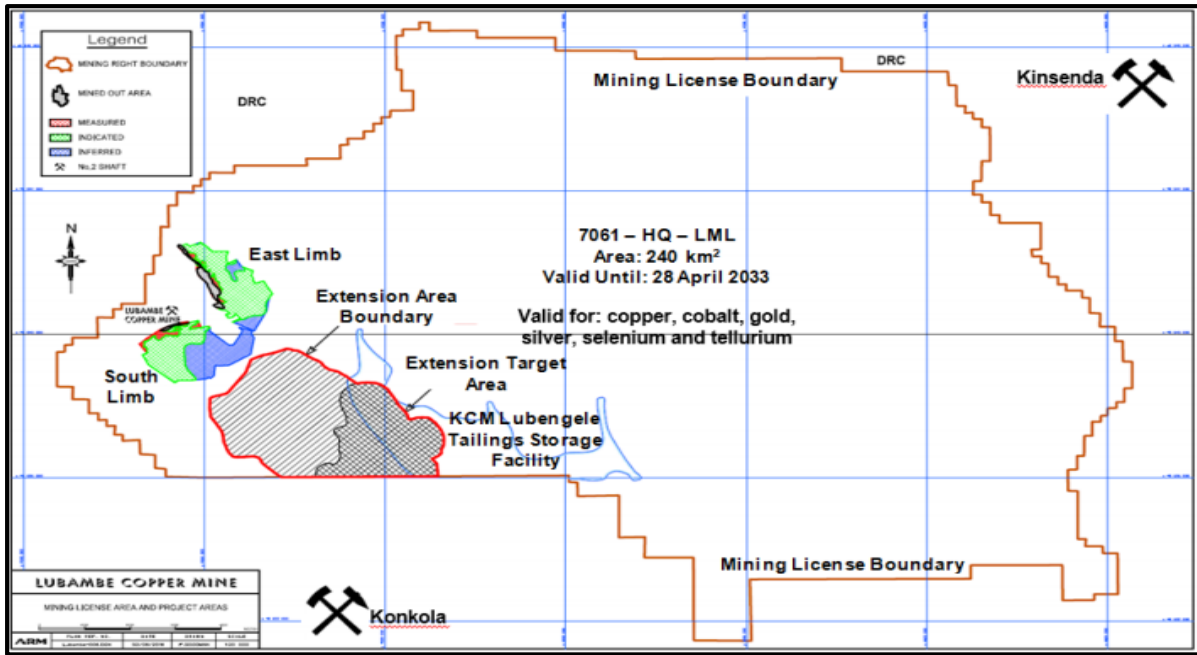 Legend
MINING RIGHT BOUNDARY
MINED OUT AREA
MEASURED
INDICATED
INFERRED
No.2 SHAFT
DRC
DRC
Mining License Boundary
Kinsenda
N
East Limb
7061 – HQ – LML
Area: 240 km²
Valid Until: 28 April 2033
Valid for: copper, cobalt, gold,
silver, selenium and tellurium
Extension Area
Boundary
LUBAMBE
COPPER MINE
Extension Target
Area
South
Limb
KCM Lubengele
Tailings Storage
Facility
Mining License Boundary
Konkola
LUBAMBE COPPER MINE
MINING LICENSE AREA AND PROJECT AREAS
ARM
DATE
SCALE